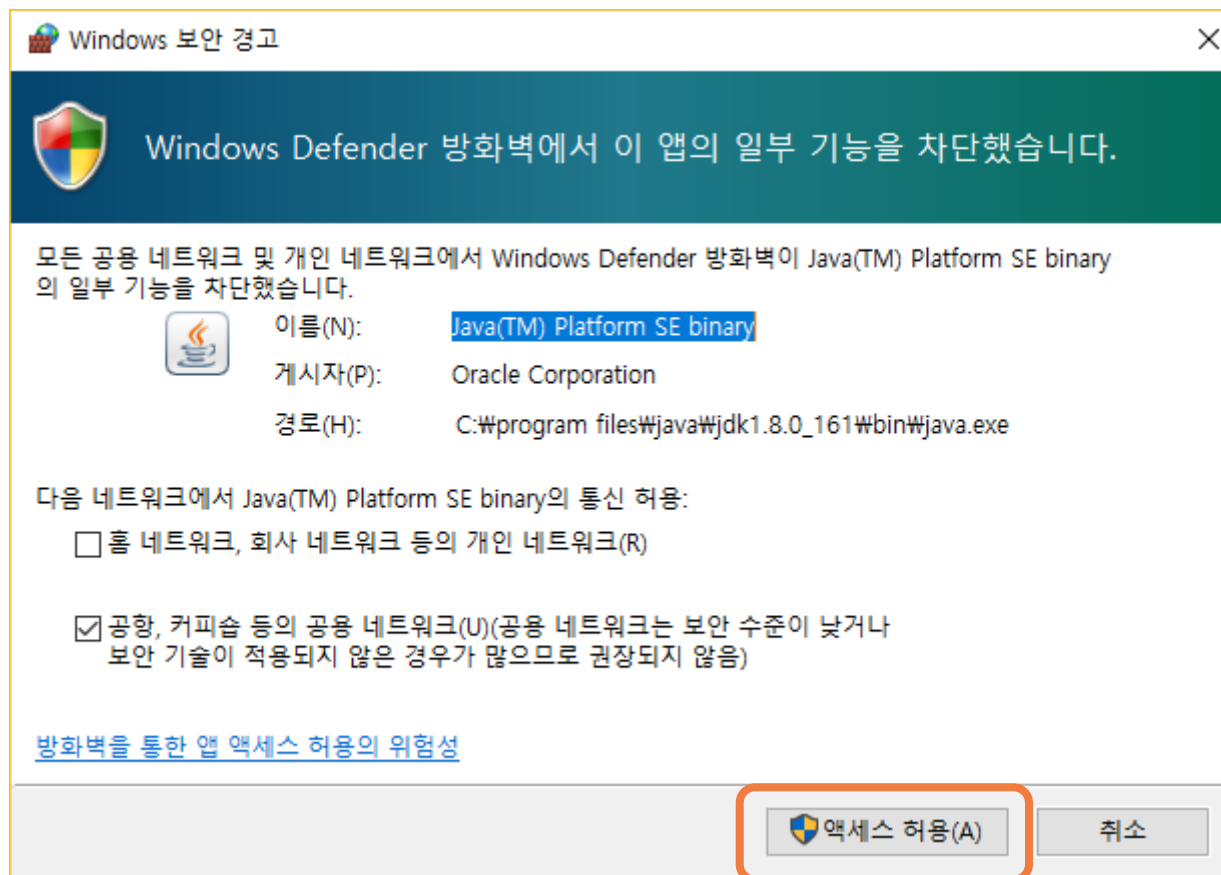 Windows 보안 경고
Windows Defender 방화벽에서 이 앱의 일부 기능을 차단했습니다.
모든 공용 네트워크 및 개인 네트워크에서 Windows Defender 방화벽이 Java(TM) Platform SE binary
의 일부 기능을 차단했습니다.
이름(N): Java(TM) Platform SE binary
게시자(P): Oracle Corporation
경로(H): C:₩program files₩java₩jdk1.8.0_161₩bin₩java.exe
다음 네트워크에서 Java(TM) Platform SE binary의 통신 허용:
홈 네트워크, 회사 네트워크 등의 개인 네트워크(R)
공항, 커피숍 등의 공용 네트워크(U)(공용 네트워크는 보안 수준이 낮거나
보안 기술이 적용되지 않은 경우가 많으므로 권장되지 않음)
방화벽을 통한 앱 액세스 허용의 위험성
액세스 허용(A) 취소